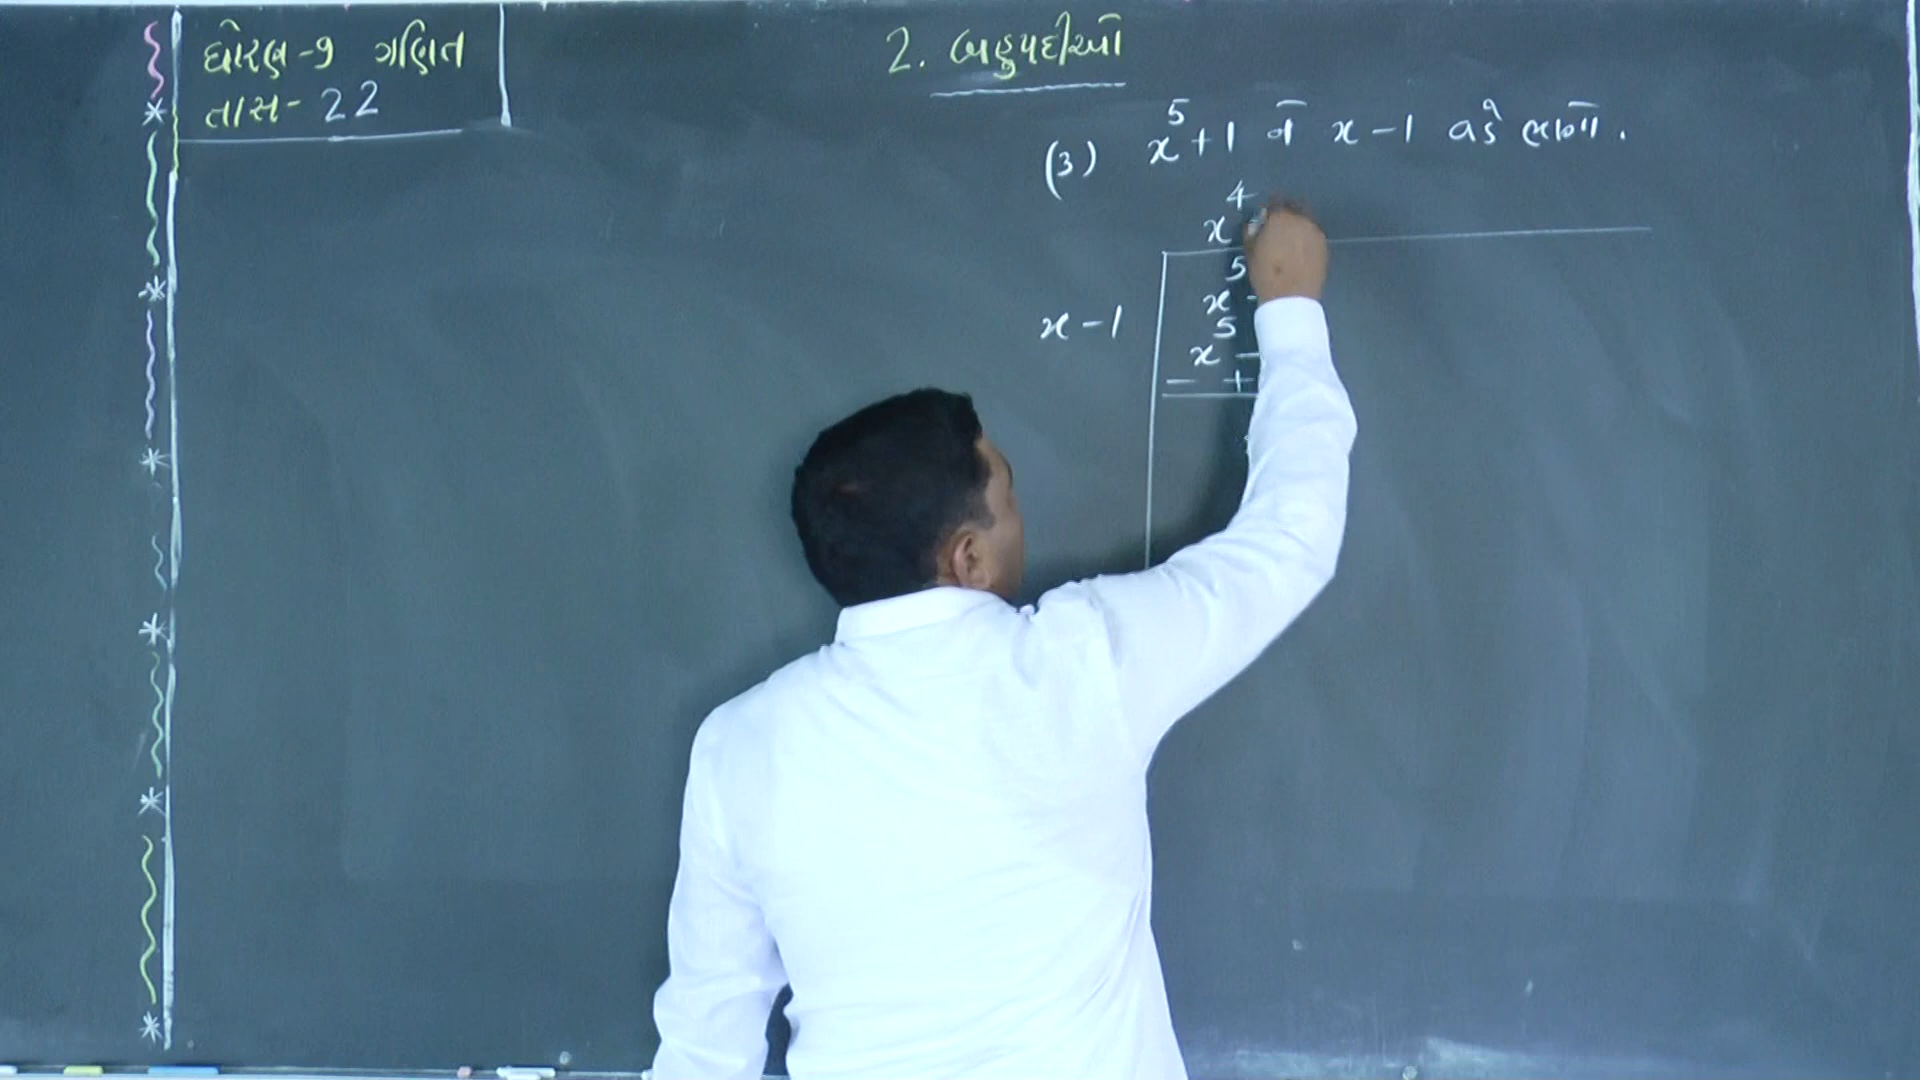 ધોરણ - 9 ગણિત
તાસ - 22
2. બહુપદીઓ
(3) x⁵ + 1 ને x - 1 વડે ભાગો.
x⁴
x - 1
x⁵
x⁵ -
- +